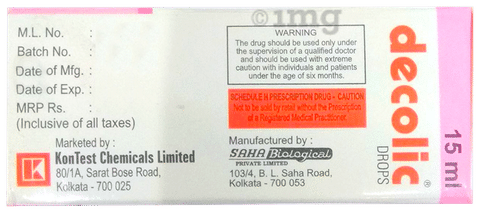 ©1mg
M.L. No. :
Batch No. :
Date of Mfg. :
Date of Exp. :
MRP Rs. :
(Inclusive of all taxes)
Marketed by :
K
KonTest Chemicals Limited
80/1A, Sarat Bose Road,
Kolkata - 700 025
WARNING
The drug should be used only under
the supervision of a qualified doctor
and should be used with extreme
caution with individuals and patients
under the age of six months.
SCHEDULE H PRESCRIPTION DRUG - CAUTION
Not to be sold by retail without the Prescription
of a Registered Medical Practitioner.
Manufactured by :
SAHA Biological
PRIVATE LIMITED
103/4, B. L. Saha Road,
Kolkata - 700 053
decolic®
DROPS
15 ml